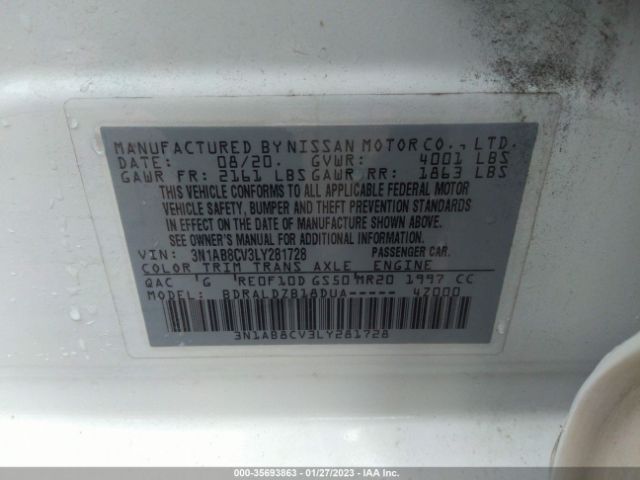 MANUFACTURED BY NISSAN MOTOR CO., LTD.
DATE: 08/20. GVWR: 4001 LBS
GAWR FR: 2161 LBS GAWR RR: 1863 LBS
THIS VEHICLE CONFORMS TO ALL APPLICABLE FEDERAL MOTOR
VEHICLE SAFETY, BUMPER AND THEFT PREVENTION STANDARDS
IN EFFECT ON THE DATE OF MANUFACTURE SHOWN ABOVE.
SEE OWNER'S MANUAL FOR ADDITIONAL INFORMATION.
VIN: 3N1AB8CV3LY281728 PASSENGER CAR.
COLOR TRIM TRANS AXLE ENGINE
QAC G RE0F10D GS50 MR20 1997 CC
MODEL: BDRALDZB18DUA----- 47000
3N1AB8CV3LY281728
000-35693863 - 01/27/2023 - IAA Inc.